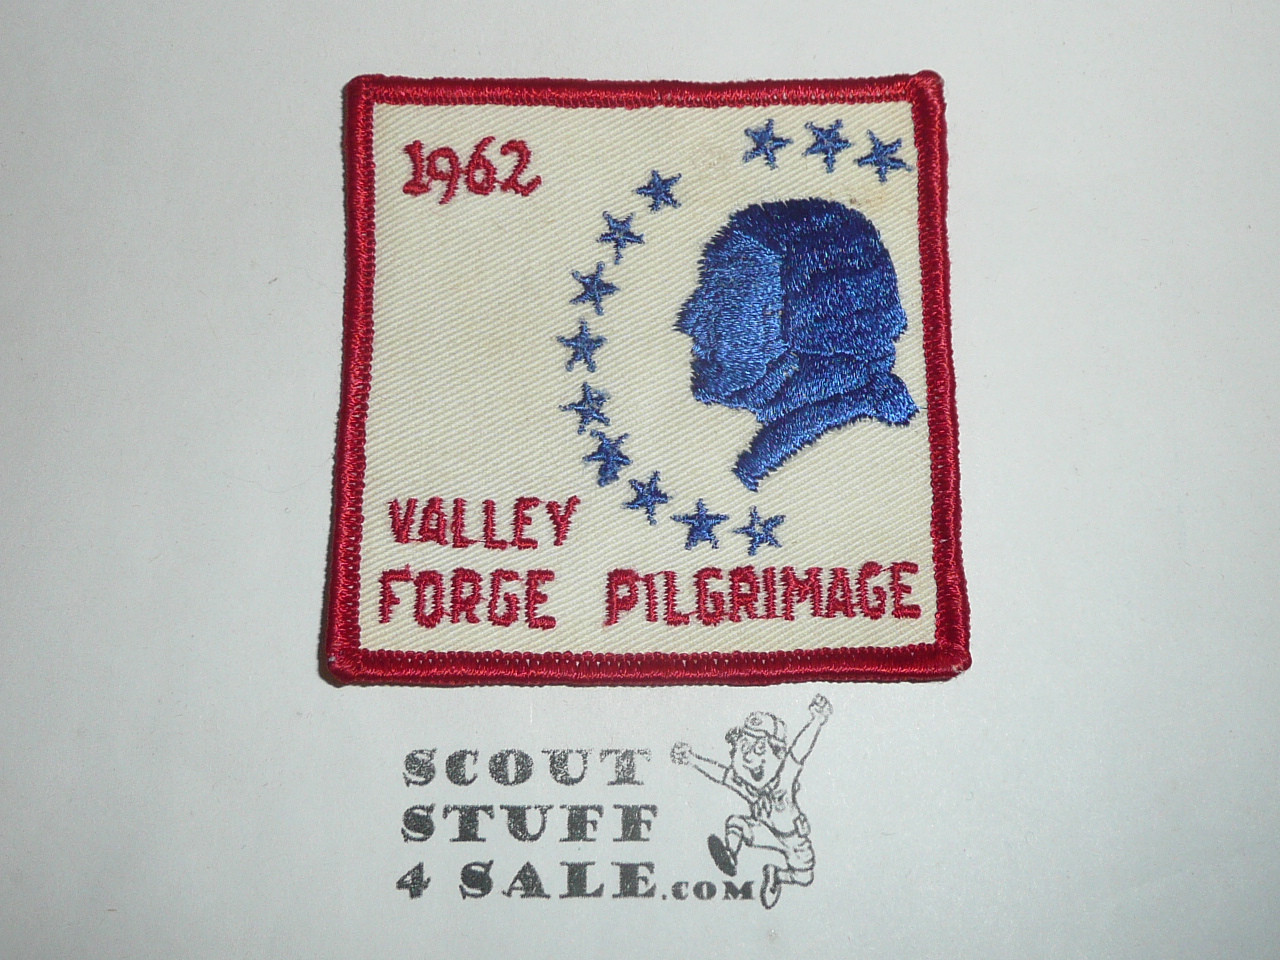 1962
VALLEY
FORGE PILGRIMAGE
SCOUT
STUFF
4 SALE.COM